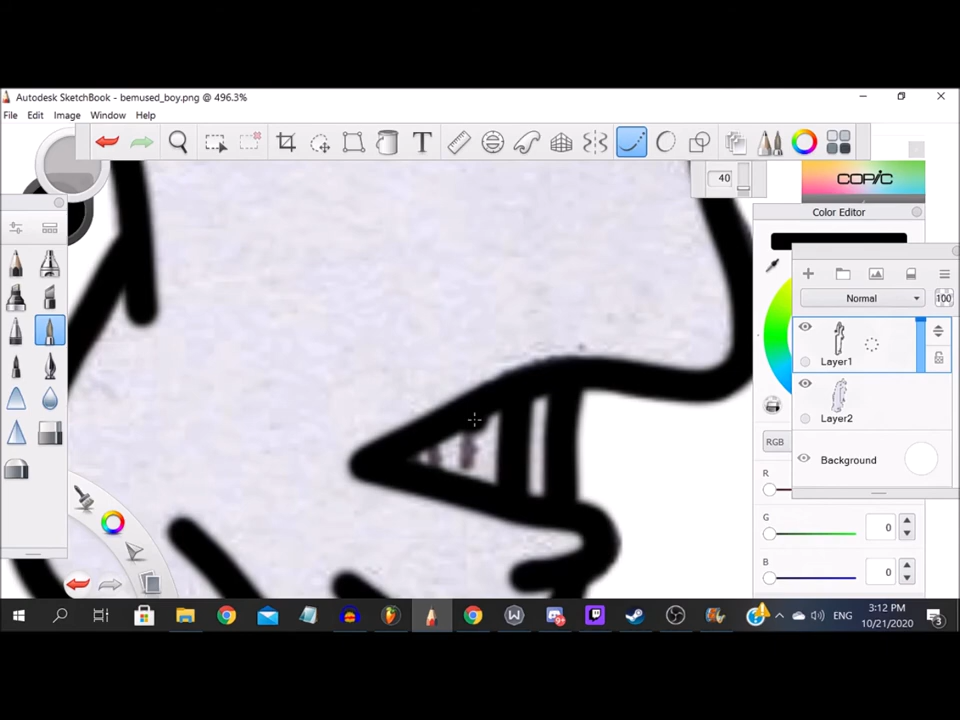 Autodesk SketchBook - bemused_boy.png @ 496.3%
File Edit Image Window Help
T
40
COPIC
Color Editor
Normal
100
Layer1
Layer2
Background
RGB
R
G
0
B
0
ENG
3:12 PM
10/21/2020
3